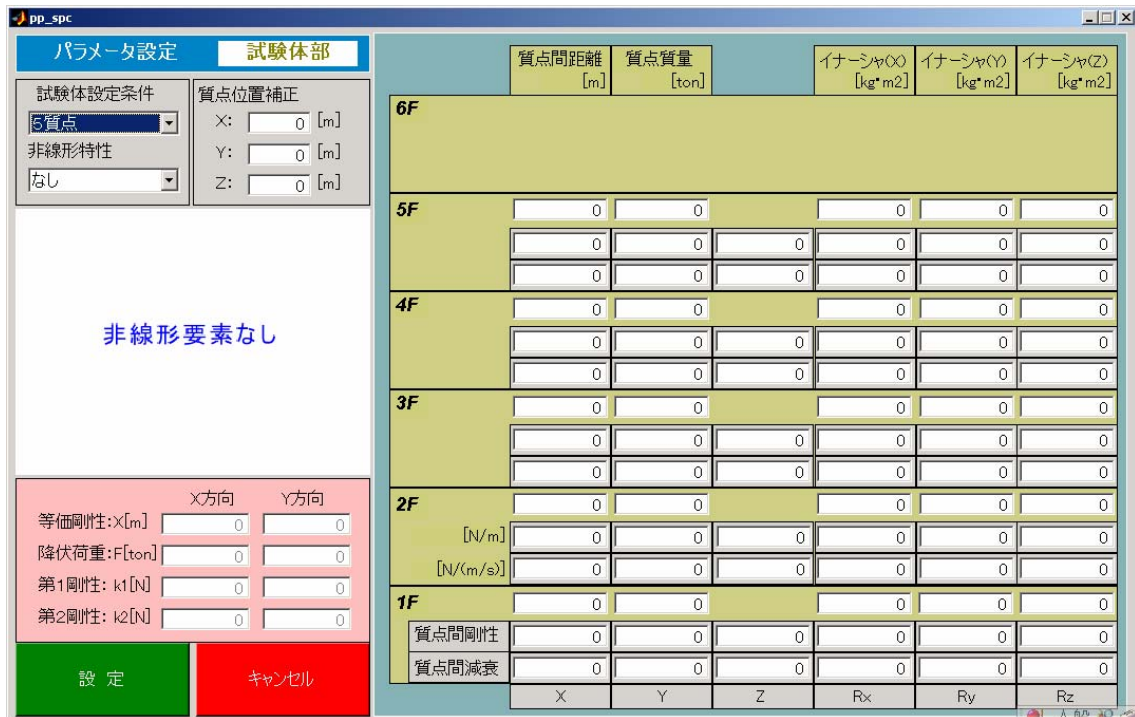 pp_spc
パラメータ設定 試験体部
試験体設定条件
5質点
非線形特性
なし
質点位置補正
X: 0 [m]
Y: 0 [m]
Z: 0 [m]
非線形要素なし
X方向 Y方向
等価剛性:X[m] 0 0
降伏荷重:F[ton] 0 0
第1剛性: k1[N] 0 0
第2剛性: k2[N] 0 0
設 定 キャンセル
質点間距離 質点質量 イナーシャ(X) イナーシャ(Y) イナーシャ(Z)
[m] [ton] [kg*m2] [kg*m2] [kg*m2]
6F
5F 0 0 0 0 0
0 0 0 0 0 0
0 0 0 0 0 0
4F 0 0 0 0 0
0 0 0 0 0 0
0 0 0 0 0 0
3F 0 0 0 0 0
0 0 0 0 0 0
0 0 0 0 0 0
2F 0 0 0 0 0
[N/m] 0 0 0 0 0 0
[N/(m/s)] 0 0 0 0 0 0
1F 0 0 0 0 0
質点間剛性 0 0 0 0 0 0
質点間減衰 0 0 0 0 0 0
X Y Z Rx Ry Rz